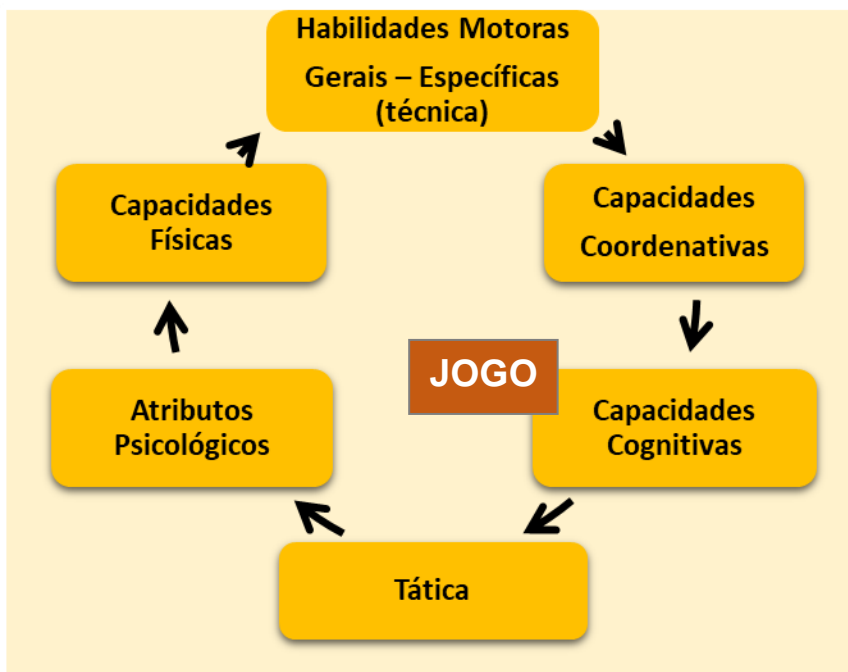 Habilidades Motoras
Gerais – Específicas
(técnica)
Capacidades
Físicas
Capacidades
Coordenativas
JOGO
Atributos
Psicológicos
Capacidades
Cognitivas
Tática